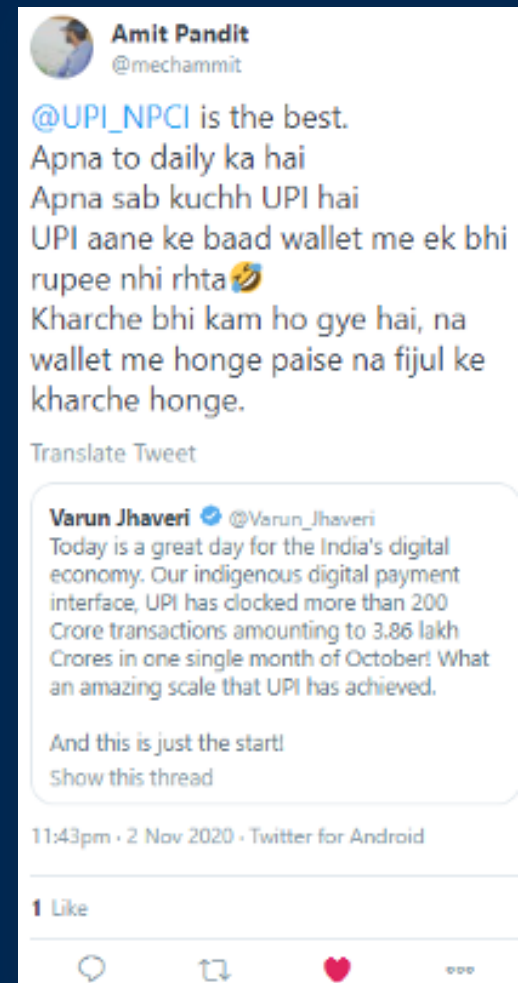 Amit Pandit
@mechammit
@UPI_NPCI is the best.
Apna to daily ka hai
Apna sab kuchh UPI hai
UPI aane ke baad wallet me ek bhi
rupee nhi rhta🤣
Kharche bhi kam ho gye hai, na
wallet me honge paise na fijul ke
kharche honge.
Translate Tweet
Varun Jhaveri @Varun_Jhaveri
Today is a great day for the India's digital
economy. Our indigenous digital payment
interface, UPI has clocked more than 200
Crore transactions amounting to 3.86 lakh
Crores in one single month of October! What
an amazing scale that UPI has achieved.
And this is just the start!
Show this thread
11:43pm · 2 Nov 2020 · Twitter for Android
1 Like